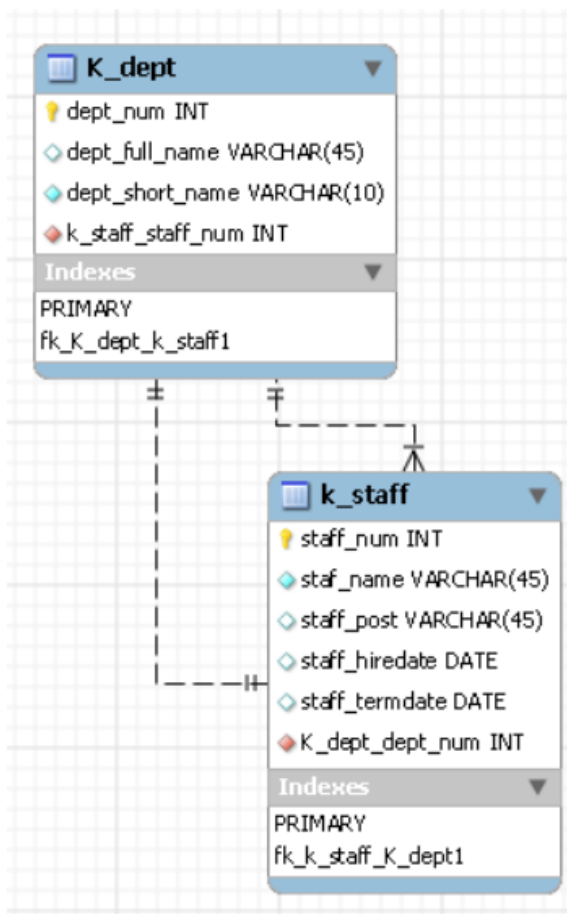 K_dept
dept_num INT
dept_full_name VARCHAR(45)
dept_short_name VARCHAR(10)
k_staff_staff_num INT
Indexes
PRIMARY
fk_K_dept_k_staff1
k_staff
staff_num INT
staf_name VARCHAR(45)
staff_post VARCHAR(45)
staff_hiredate DATE
staff_termdate DATE
K_dept_dept_num INT
Indexes
PRIMARY
fk_k_staff_K_dept1